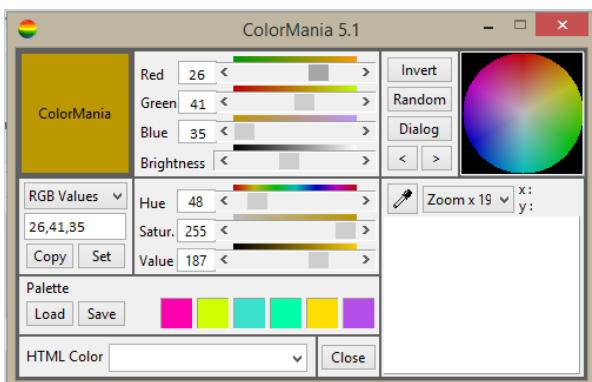 ColorMania 5.1
ColorMania
Red 26
Green 41
Blue 35
Brightness
Invert
Random
Dialog
< >
RGB Values
26,41,35
Copy Set
Hue 48
Satur. 255
Value 187
Zoom x 19
x:
y:
Palette
Load Save
HTML Color
Close